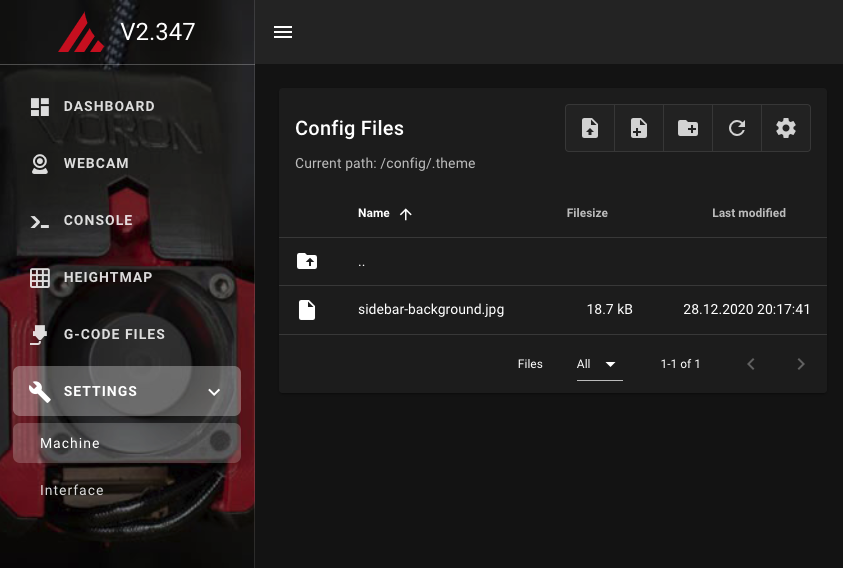 V2.347
DASHBOARD
VORON
WEBCAM
CONSOLE
HEIGHTMAP
G-CODE FILES
SETTINGS
Machine
Interface
Config Files
Current path: /config/.theme
Name Filesize Last modified
..
sidebar-background.jpg 18.7 kB 28.12.2020 20:17:41
Files All 1-1 of 1